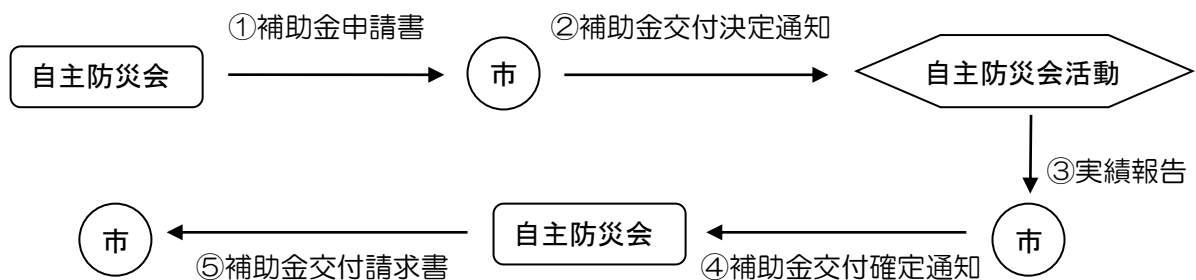 ①補助金申請書
②補助金交付決定通知
自主防災会
市
自主防災会活動
③実績報告
市
自主防災会
市
⑤補助金交付請求書
④補助金交付確定通知